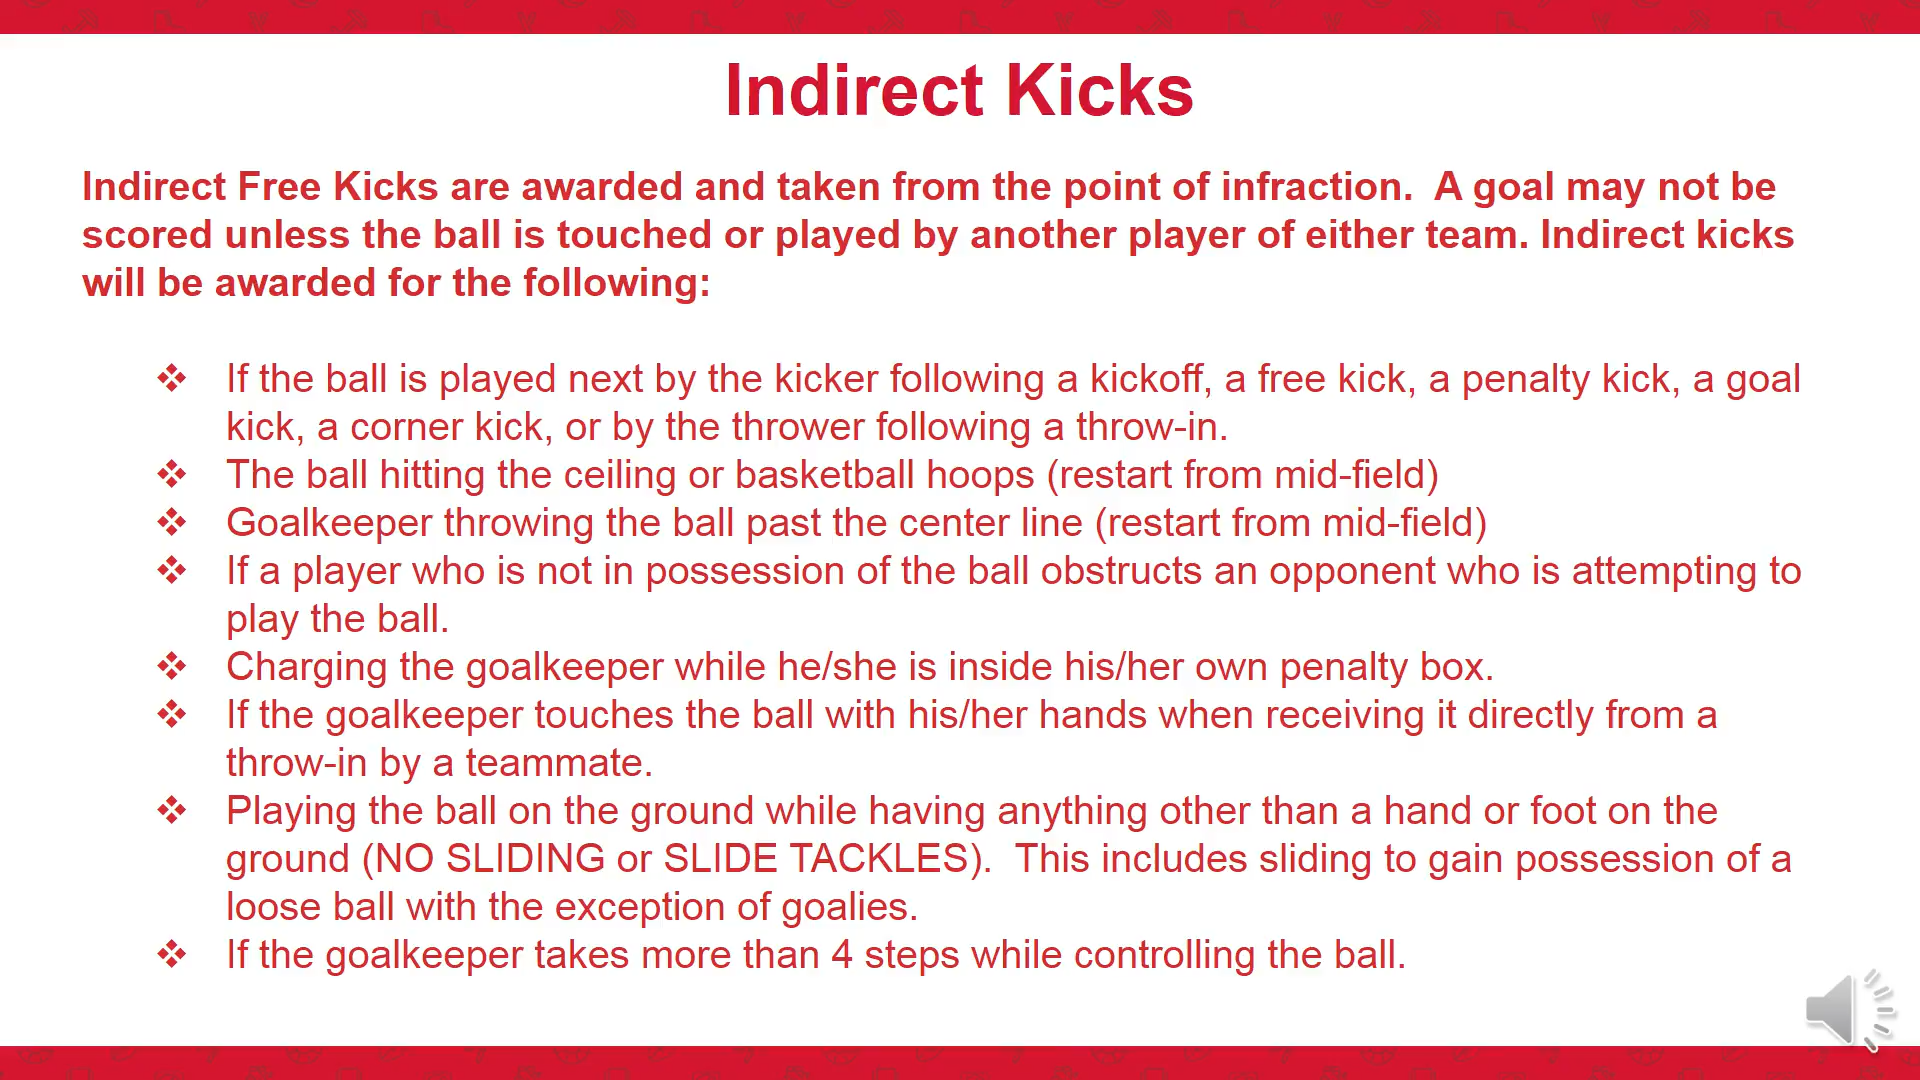 Indirect Kicks
Indirect Free Kicks are awarded and taken from the point of infraction.  A goal may not be
scored unless the ball is touched or played by another player of either team. Indirect kicks
will be awarded for the following:
❖ If the ball is played next by the kicker following a kickoff, a free kick, a penalty kick, a goal
kick, a corner kick, or by the thrower following a throw-in.
❖ The ball hitting the ceiling or basketball hoops (restart from mid-field)
❖ Goalkeeper throwing the ball past the center line (restart from mid-field)
❖ If a player who is not in possession of the ball obstructs an opponent who is attempting to
play the ball.
❖ Charging the goalkeeper while he/she is inside his/her own penalty box.
❖ If the goalkeeper touches the ball with his/her hands when receiving it directly from a
throw-in by a teammate.
❖ Playing the ball on the ground while having anything other than a hand or foot on the
ground (NO SLIDING or SLIDE TACKLES).  This includes sliding to gain possession of a
loose ball with the exception of goalies.
❖ If the goalkeeper takes more than 4 steps while controlling the ball.